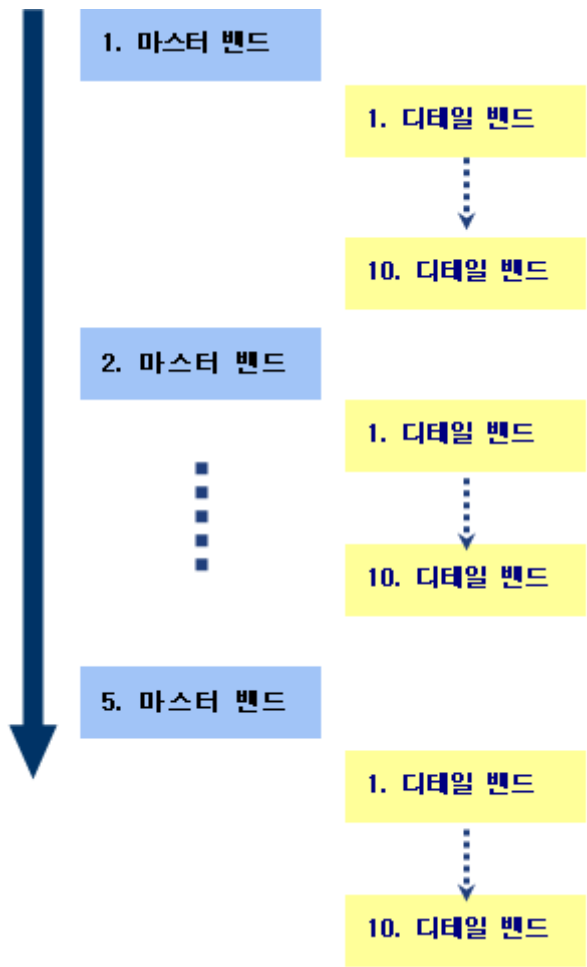 1. 마스터 밴드
1. 디테일 밴드
10. 디테일 밴드
2. 마스터 밴드
1. 디테일 밴드
10. 디테일 밴드
5. 마스터 밴드
1. 디테일 밴드
10. 디테일 밴드